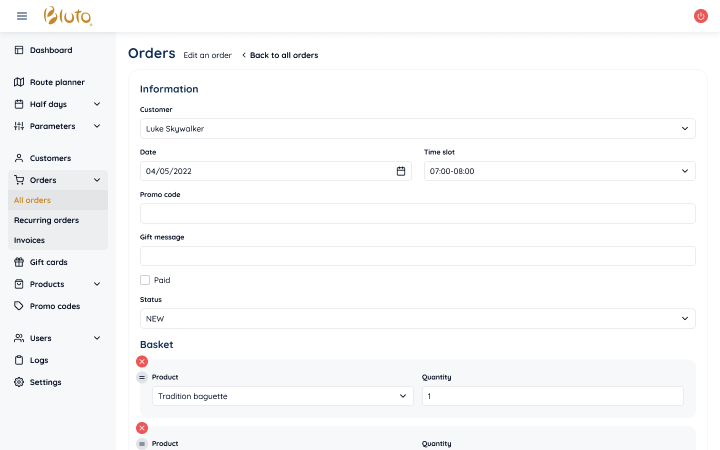 Bluto
Dashboard
Route planner
Half days
Parameters
Customers
Orders
All orders
Recurring orders
Invoices
Gift cards
Products
Promo codes
Users
Logs
Settings
Orders Edit an order Back to all orders
Information
Customer
Luke Skywalker
Date Time slot
04/05/2022 07:00-08:00
Promo code
Gift message
Paid
Status
NEW
Basket
Product Quantity
Tradition baguette 1
Product Quantity